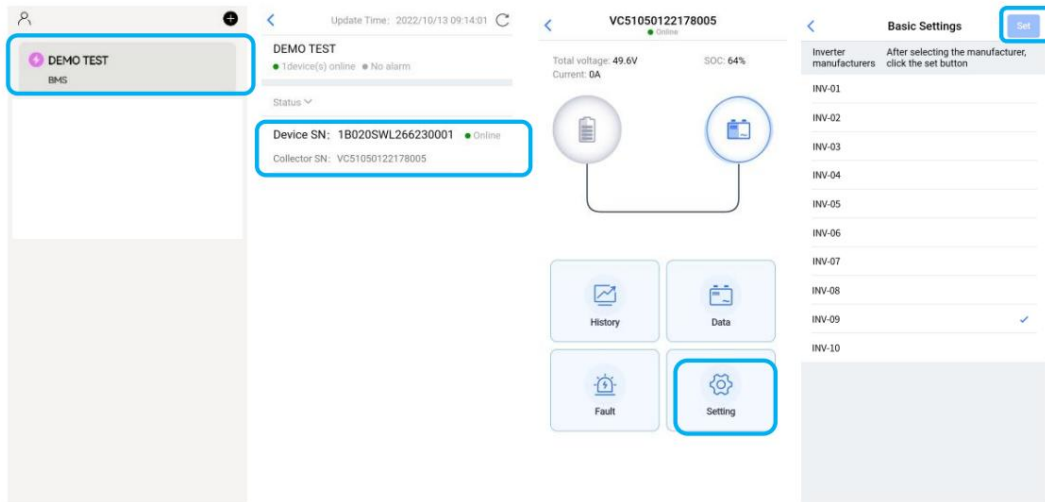 DEMO TEST
BMS
Update Time: 2022/10/13 09:14:01
DEMO TEST
1device(s) online No alarm
Status
Device SN: 1B020SWL266230001 Online
Collector SN: VC51050122178005
VC51050122178005
Online
Total voltage: 49.6V SOC: 64%
Current: 0A
History Data
Fault Setting
Basic Settings Set
Inverter manufacturers
After selecting the manufacturer,
click the set button
INV-01
INV-02
INV-03
INV-04
INV-05
INV-06
INV-07
INV-08
INV-09
INV-10